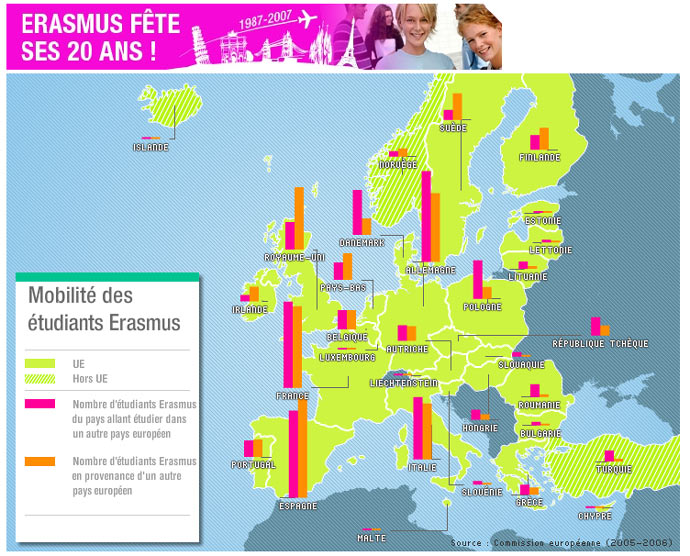 ERASMUS FÊTE
SES 20 ANS !
1987-2007
ISLANDE
SUÈDE
NORVÈGE
FINLANDE
ESTONIE
LETTONIE
LITUANIE
DANEMARK
ROYAUME-UNI
PAYS-BAS
ALLEMAGNE
POLOGNE
IRLANDE
BELGIQUE
LUXEMBOURG
AUTRICHE
RÉPUBLIQUE TCHÈQUE
SLOVAQUIE
LIECHTENSTEIN
FRANCE
ROUMANIE
HONGRIE
BULGARIE
PORTUGAL
ITALIE
TURQUIE
ESPAGNE
SLOVÉNIE
GRÈCE
CHYPRE
MALTE
Mobilité des
étudiants Erasmus
UE
Hors UE
Nombre d'étudiants Erasmus
du pays allant étudier dans
un autre pays européen
Nombre d'étudiants Erasmus
en provenance d'un autre
pays européen
Source : Commission européenne (2005-2006)